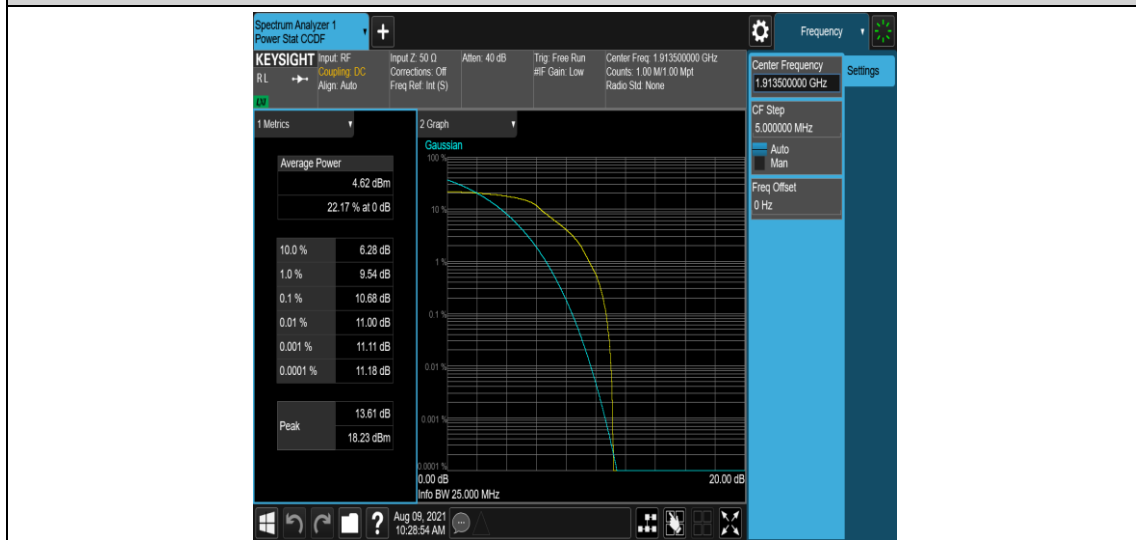 Spectrum Analyzer 1
Power Stat CCDF
+
Frequency
KEYSIGHT
Input: RF
Input Z: 50 Ω
Atten: 40 dB
Trig: Free Run
Center Freq: 1.913500000 GHz
RL
Coupling: DC
Corrections: Off
#IF Gain: Low
Counts: 1.00 M/1.00 Mpt
Align: Auto
Freq Ref: Int (S)
Radio Std: None
LXI
Center Frequency
1.913500000 GHz
Settings
CF Step
5.000000 MHz
Auto
Man
Freq Offset
0 Hz
1 Metrics
Average Power
4.62 dBm
22.17 % at 0 dB
10.0 % 6.28 dB
1.0 % 9.54 dB
0.1 % 10.68 dB
0.01 % 11.00 dB
0.001 % 11.11 dB
0.0001 % 11.18 dB
Peak
13.61 dB
18.23 dBm
2 Graph
Gaussian
100 %
10 %
1 %
0.1 %
0.01 %
0.001 %
0.0001 %
0.00 dB
20.00 dB
Info BW 25.000 MHz
?
Aug 09, 2021
10:28:54 AM